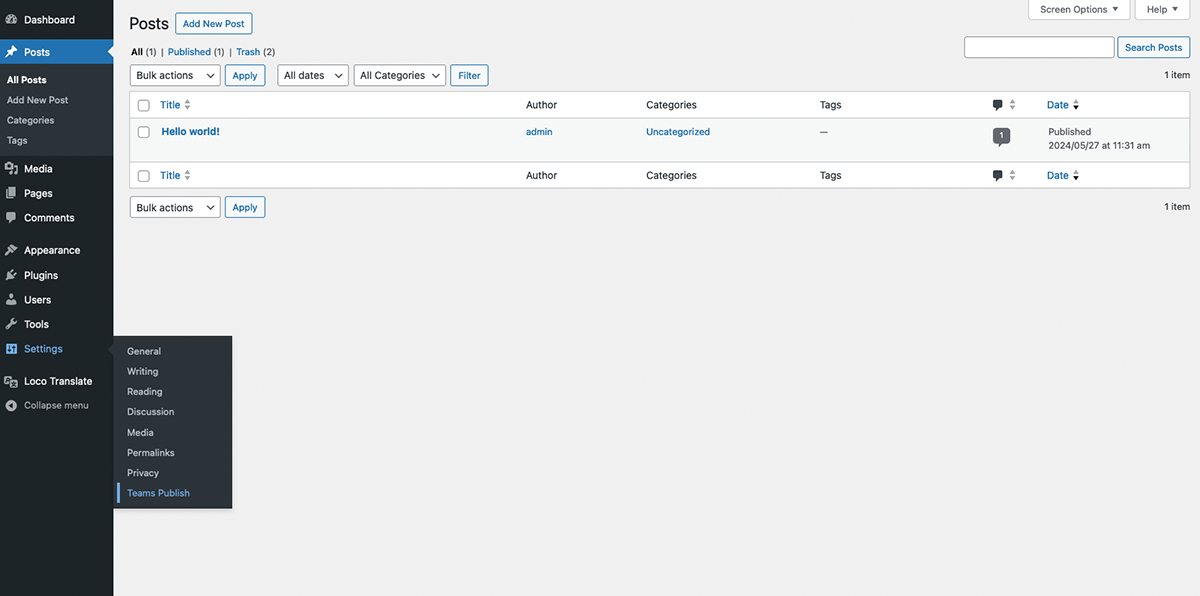 Dashboard
Posts
All Posts
Add New Post
Categories
Tags
Media
Pages
Comments
Appearance
Plugins
Users
Tools
Settings
Loco Translate
Collapse menu
General
Writing
Reading
Discussion
Media
Permalinks
Privacy
Teams Publish
Screen Options Help
Posts Add New Post
All (1) | Published (1) | Trash (2)
Search Posts
Bulk actions Apply All dates All Categories Filter
1 item
Title Author Categories Tags Date
Hello world! admin Uncategorized — 1 Published
2024/05/27 at 11:31 am
Title Author Categories Tags Date
Bulk actions Apply
1 item